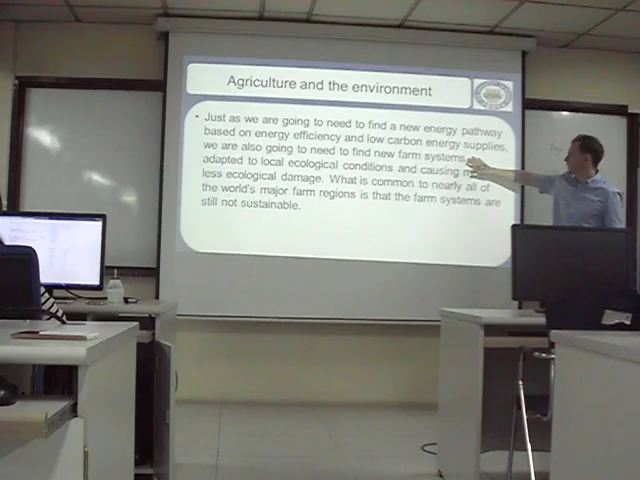 Agriculture and the environment
• Just as we are going to need to find a new energy pathway
based on energy efficiency and low carbon energy supplies,
we are also going to need to find new farm systems
adapted to local ecological conditions and causing
less ecological damage. What is common to nearly all of
the world's major farm regions is that the farm systems are
still not sustainable.